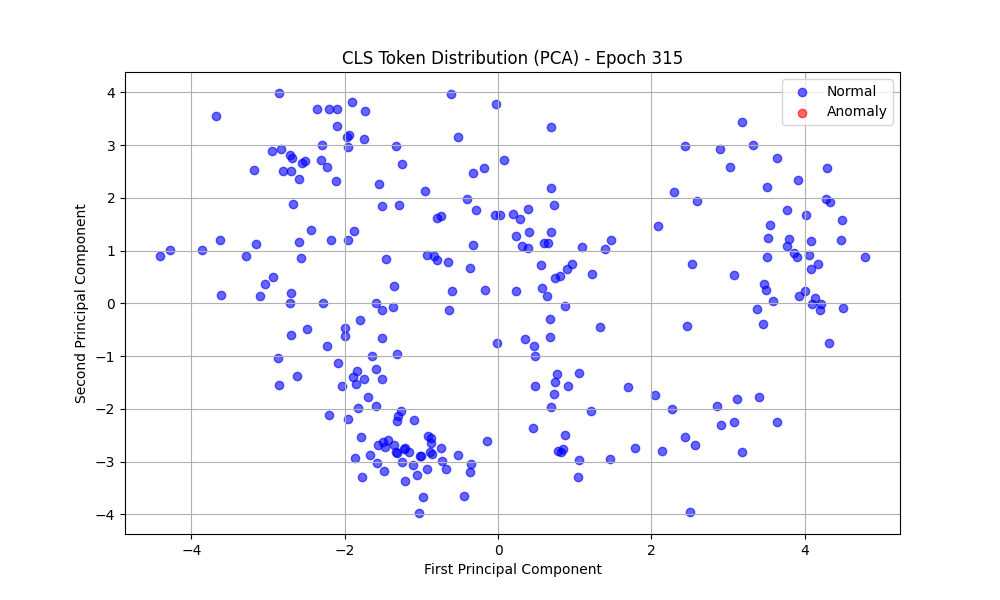 CLS Token Distribution (PCA) - Epoch 315
Normal
Anomaly
4
3
2
1
0
−1
−2
−3
−4
Second Principal Component
−4
−2
0
2
4
First Principal Component